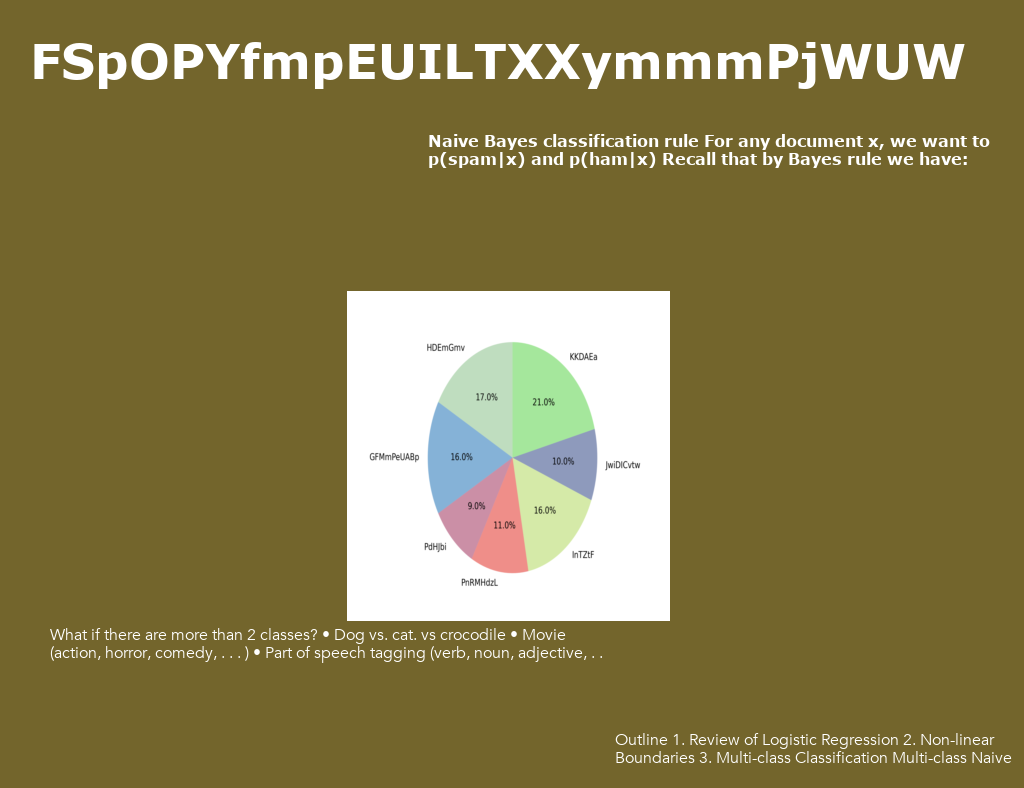 FSpOPYfmpEUILTXXymmmPjWUW
Naive Bayes classification rule For any document x, we want to
p(spam|x) and p(ham|x) Recall that by Bayes rule we have:
HDEmGmv
KKDAEa
17.0%
21.0%
GFMmPeUABp
16.0%
10.0%
JwiDICvtw
9.0%
16.0%
11.0%
PdHJbi
InTZtF
PnRMHdzL
What if there are more than 2 classes? • Dog vs. cat. vs crocodile • Movie
(action, horror, comedy, . . . ) • Part of speech tagging (verb, noun, adjective, . .
Outline 1. Review of Logistic Regression 2. Non-linear
Boundaries 3. Multi-class Classification Multi-class Naive